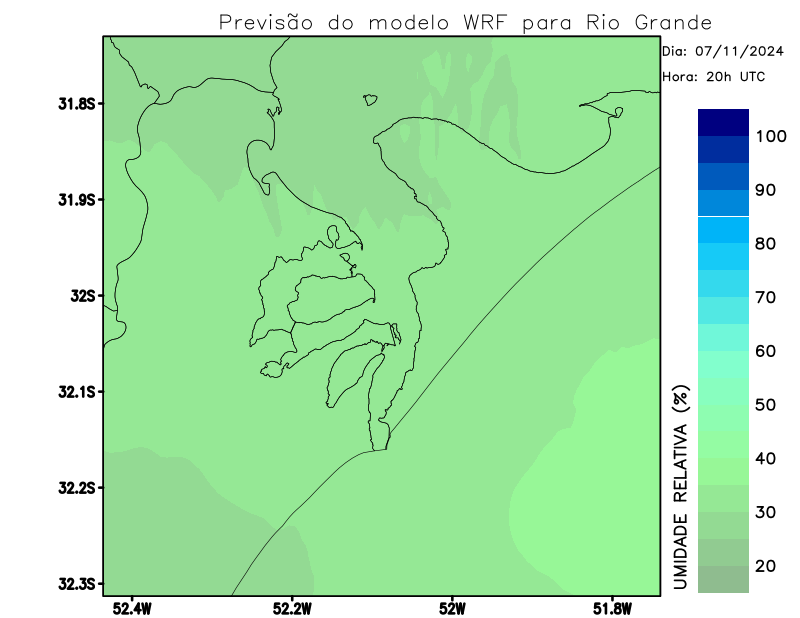 Previsão do modelo WRF para Rio Grande
Dia: 07/11/2024
Hora: 20h UTC
31.8S
31.9S
32S
32.1S
32.2S
32.3S
52.4W
52.2W
52W
51.8W
100
90
80
70
60
50
40
30
20
UMIDADE RELATIVA (%)